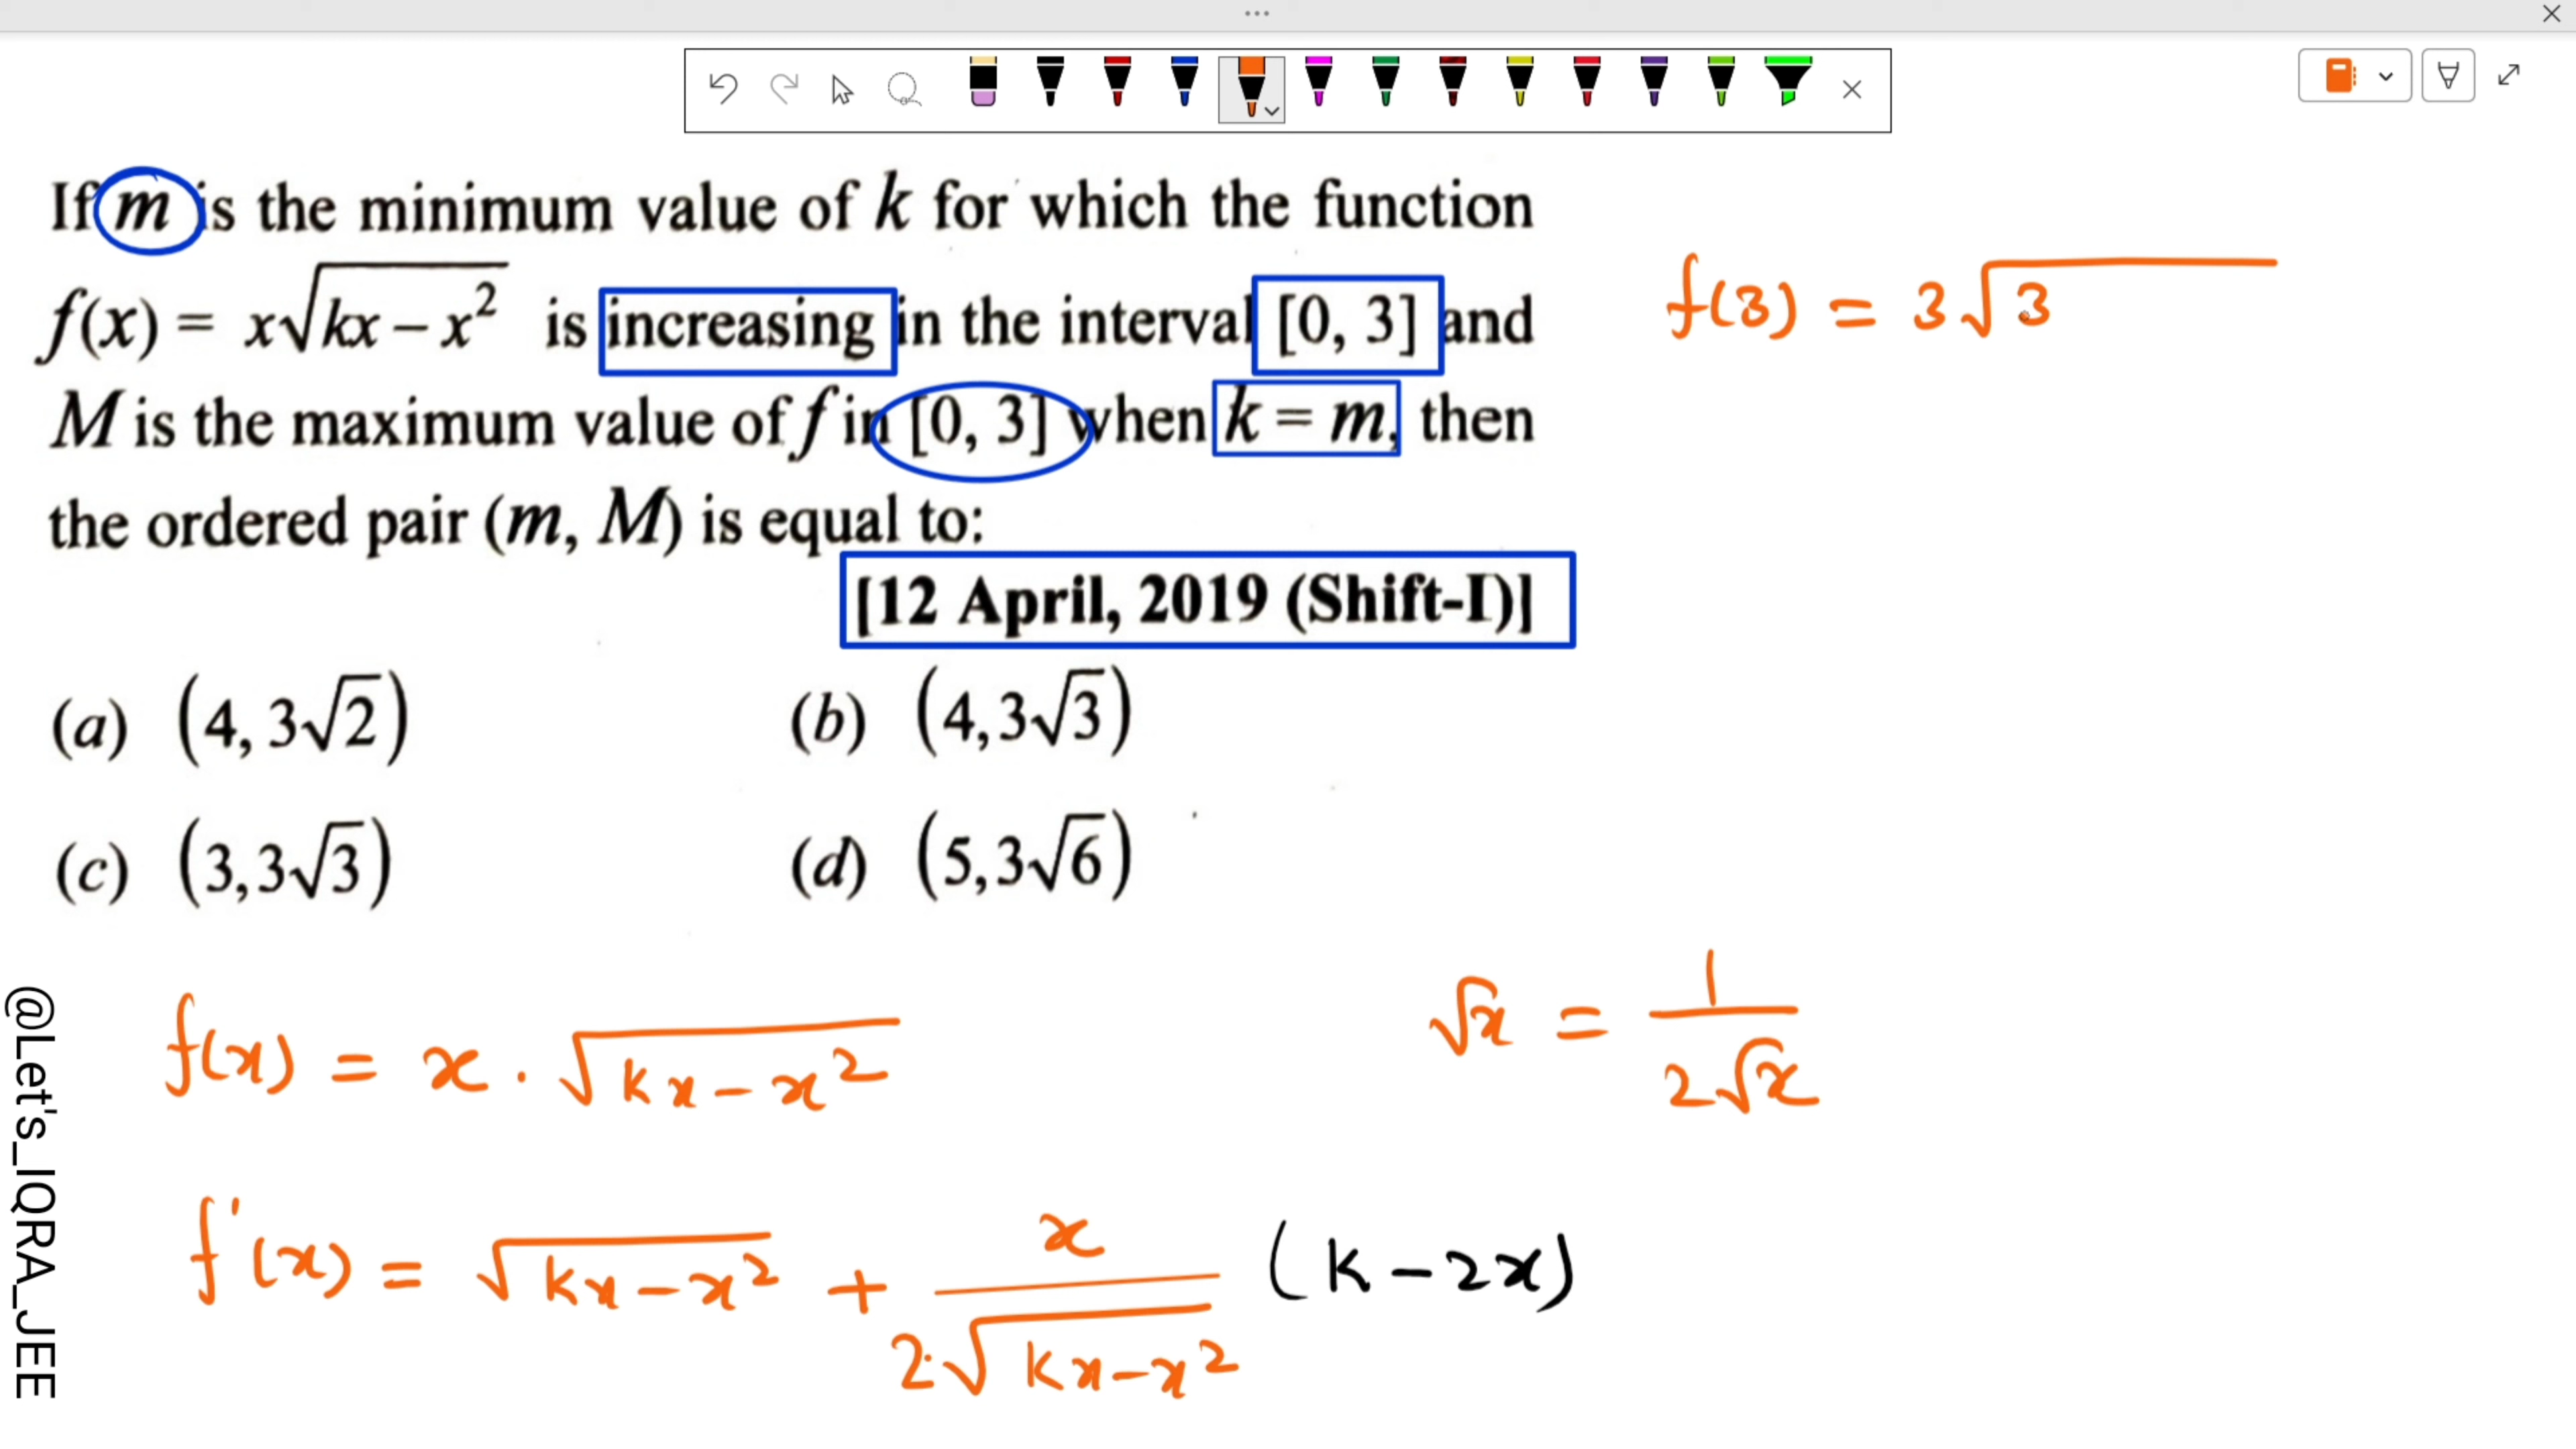 If m is the minimum value of k for which the function
f(x) = x√(kx – x²) is increasing in the interval [0, 3] and
M is the maximum value of f in [0, 3] when k = m, then
the ordered pair (m, M) is equal to:
[12 April, 2019 (Shift-I)]
(a) (4, 3√2) (b) (4, 3√3)
(c) (3, 3√3) (d) (5, 3√6)
f(3) = 3√3
f(x) = x · √(kx – x²)
√x = 1/(2√x)
f'(x) = √(kx – x²) + x/(2·√(kx – x²)) (k – 2x)
@Let's_IQRA_JEE